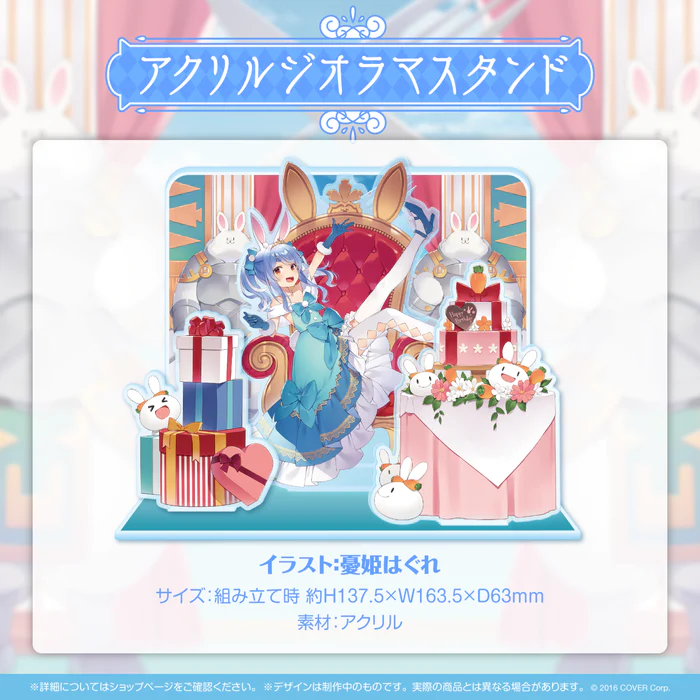 アクリルジオラマスタンド
Happy Birthday
イラスト:憂姫はぐれ
サイズ:組み立て時 約H137.5×W163.5×D63mm
素材:アクリル
※詳細についてはショップページをご確認ください。 ※デザインは制作中のものです。実際の商品とは異なる場合があります。 © 2016 COVER Corp.